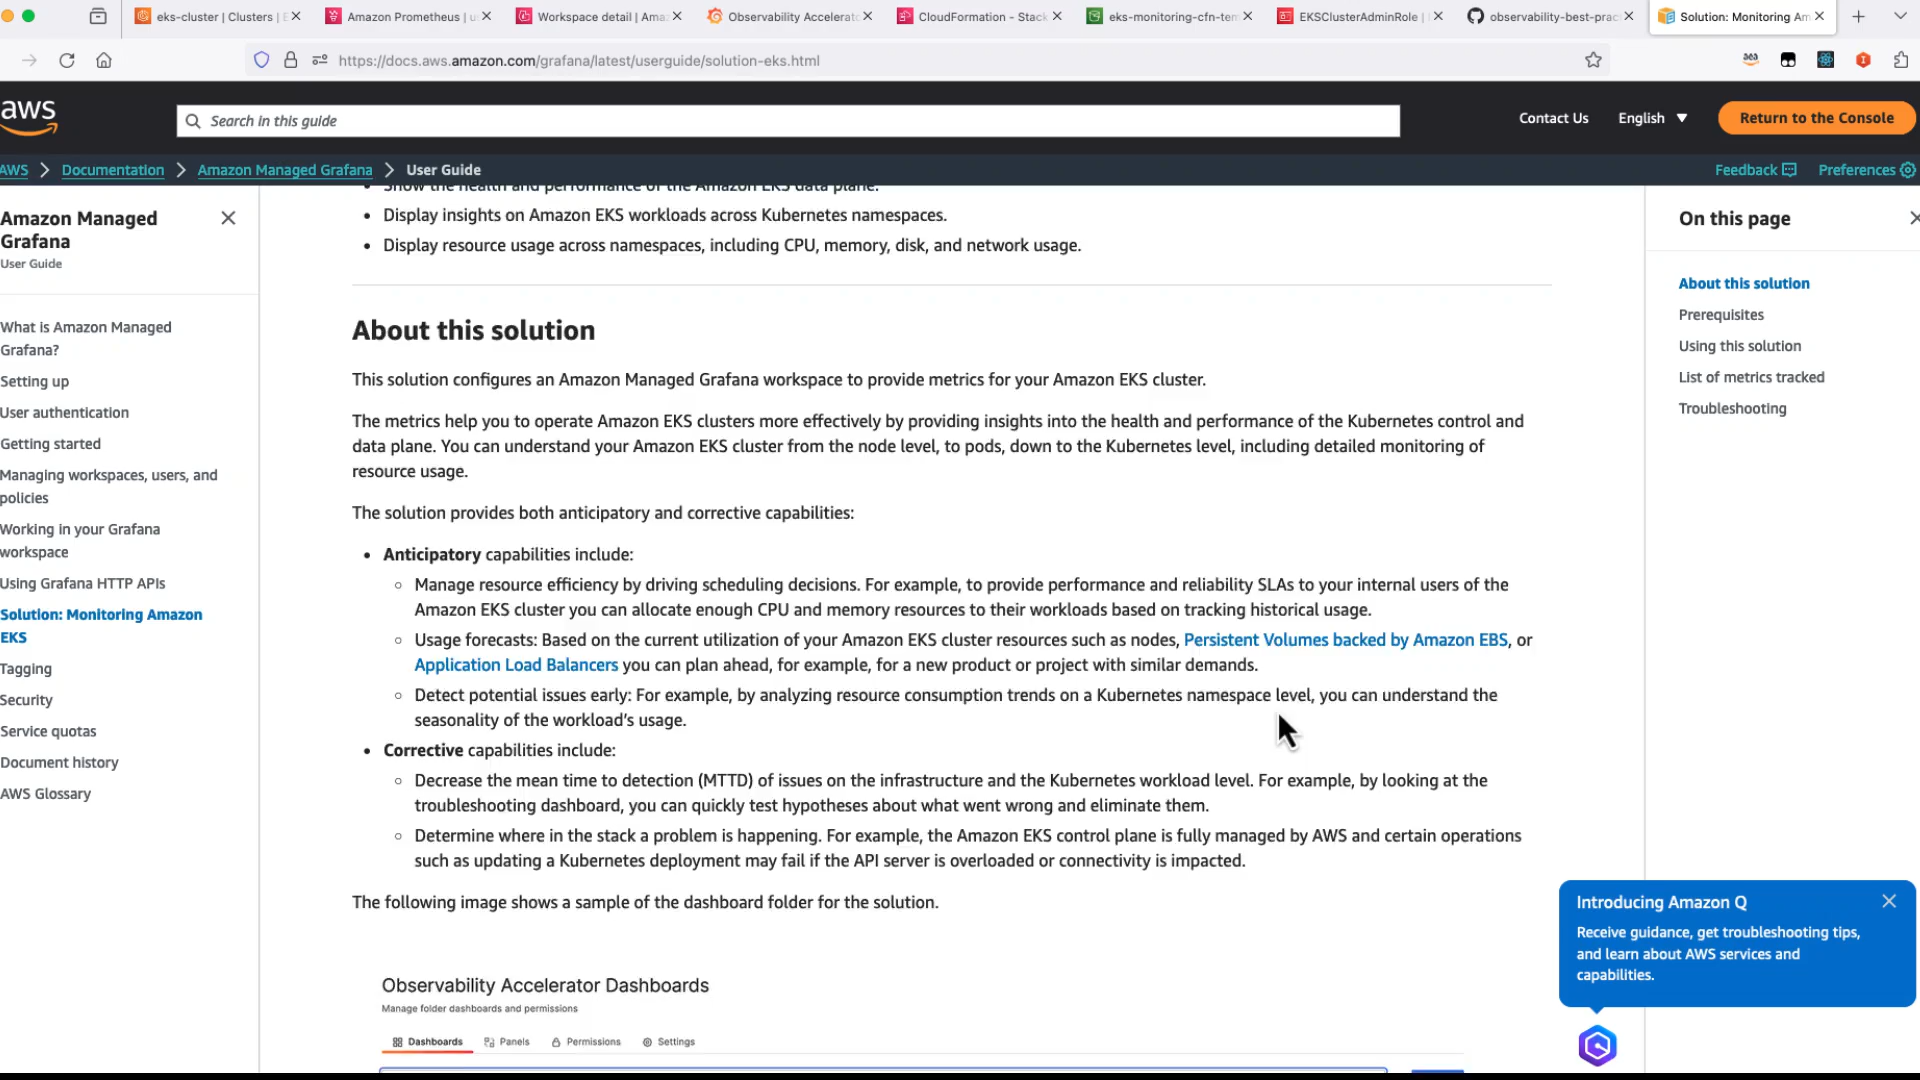 eks-cluster | Clusters | E
Amazon Prometheus | u
Workspace detail | Ama
Observability Accelerat
CloudFormation - Stack
eks-monitoring-cfn-tem
EKSClusterAdminRole |
observability-best-prac
Solution: Monitoring Am
https://docs.aws.amazon.com/grafana/latest/userguide/solution-eks.html
aws
Search in this guide
Contact Us
English
Return to the Console
AWS
Documentation
Amazon Managed Grafana
User Guide
Feedback
Preferences
Amazon Managed
Grafana
User Guide
What is Amazon Managed
Grafana?
Setting up
User authentication
Getting started
Managing workspaces, users, and
policies
Working in your Grafana
workspace
Using Grafana HTTP APIs
Solution: Monitoring Amazon
EKS
Tagging
Security
Service quotas
Document history
AWS Glossary
Show the health and performance of the Amazon EKS data plane.
Display insights on Amazon EKS workloads across Kubernetes namespaces.
Display resource usage across namespaces, including CPU, memory, disk, and network usage.
About this solution
This solution configures an Amazon Managed Grafana workspace to provide metrics for your Amazon EKS cluster.
The metrics help you to operate Amazon EKS clusters more effectively by providing insights into the health and performance of the Kubernetes control and
data plane. You can understand your Amazon EKS cluster from the node level, to pods, down to the Kubernetes level, including detailed monitoring of
resource usage.
The solution provides both anticipatory and corrective capabilities:
Anticipatory capabilities include:
Manage resource efficiency by driving scheduling decisions. For example, to provide performance and reliability SLAs to your internal users of the
Amazon EKS cluster you can allocate enough CPU and memory resources to their workloads based on tracking historical usage.
Usage forecasts: Based on the current utilization of your Amazon EKS cluster resources such as nodes, Persistent Volumes backed by Amazon EBS, or
Application Load Balancers you can plan ahead, for example, for a new product or project with similar demands.
Detect potential issues early: For example, by analyzing resource consumption trends on a Kubernetes namespace level, you can understand the
seasonality of the workload's usage.
Corrective capabilities include:
Decrease the mean time to detection (MTTD) of issues on the infrastructure and the Kubernetes workload level. For example, by looking at the
troubleshooting dashboard, you can quickly test hypotheses about what went wrong and eliminate them.
Determine where in the stack a problem is happening. For example, the Amazon EKS control plane is fully managed by AWS and certain operations
such as updating a Kubernetes deployment may fail if the API server is overloaded or connectivity is impacted.
The following image shows a sample of the dashboard folder for the solution.
Observability Accelerator Dashboards
Manage folder dashboards and permissions
Dashboards
Panels
Permissions
Settings
On this page
About this solution
Prerequisites
Using this solution
List of metrics tracked
Troubleshooting
Introducing Amazon Q
Receive guidance, get troubleshooting tips,
and learn about AWS services and
capabilities.